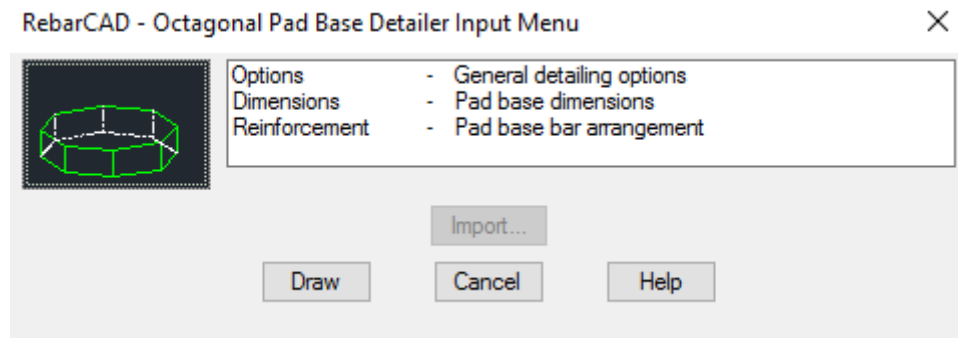 RebarCAD - Octagonal Pad Base Detailer Input Menu
Options - General detailing options
Dimensions - Pad base dimensions
Reinforcement - Pad base bar arrangement
Import...
Draw Cancel Help